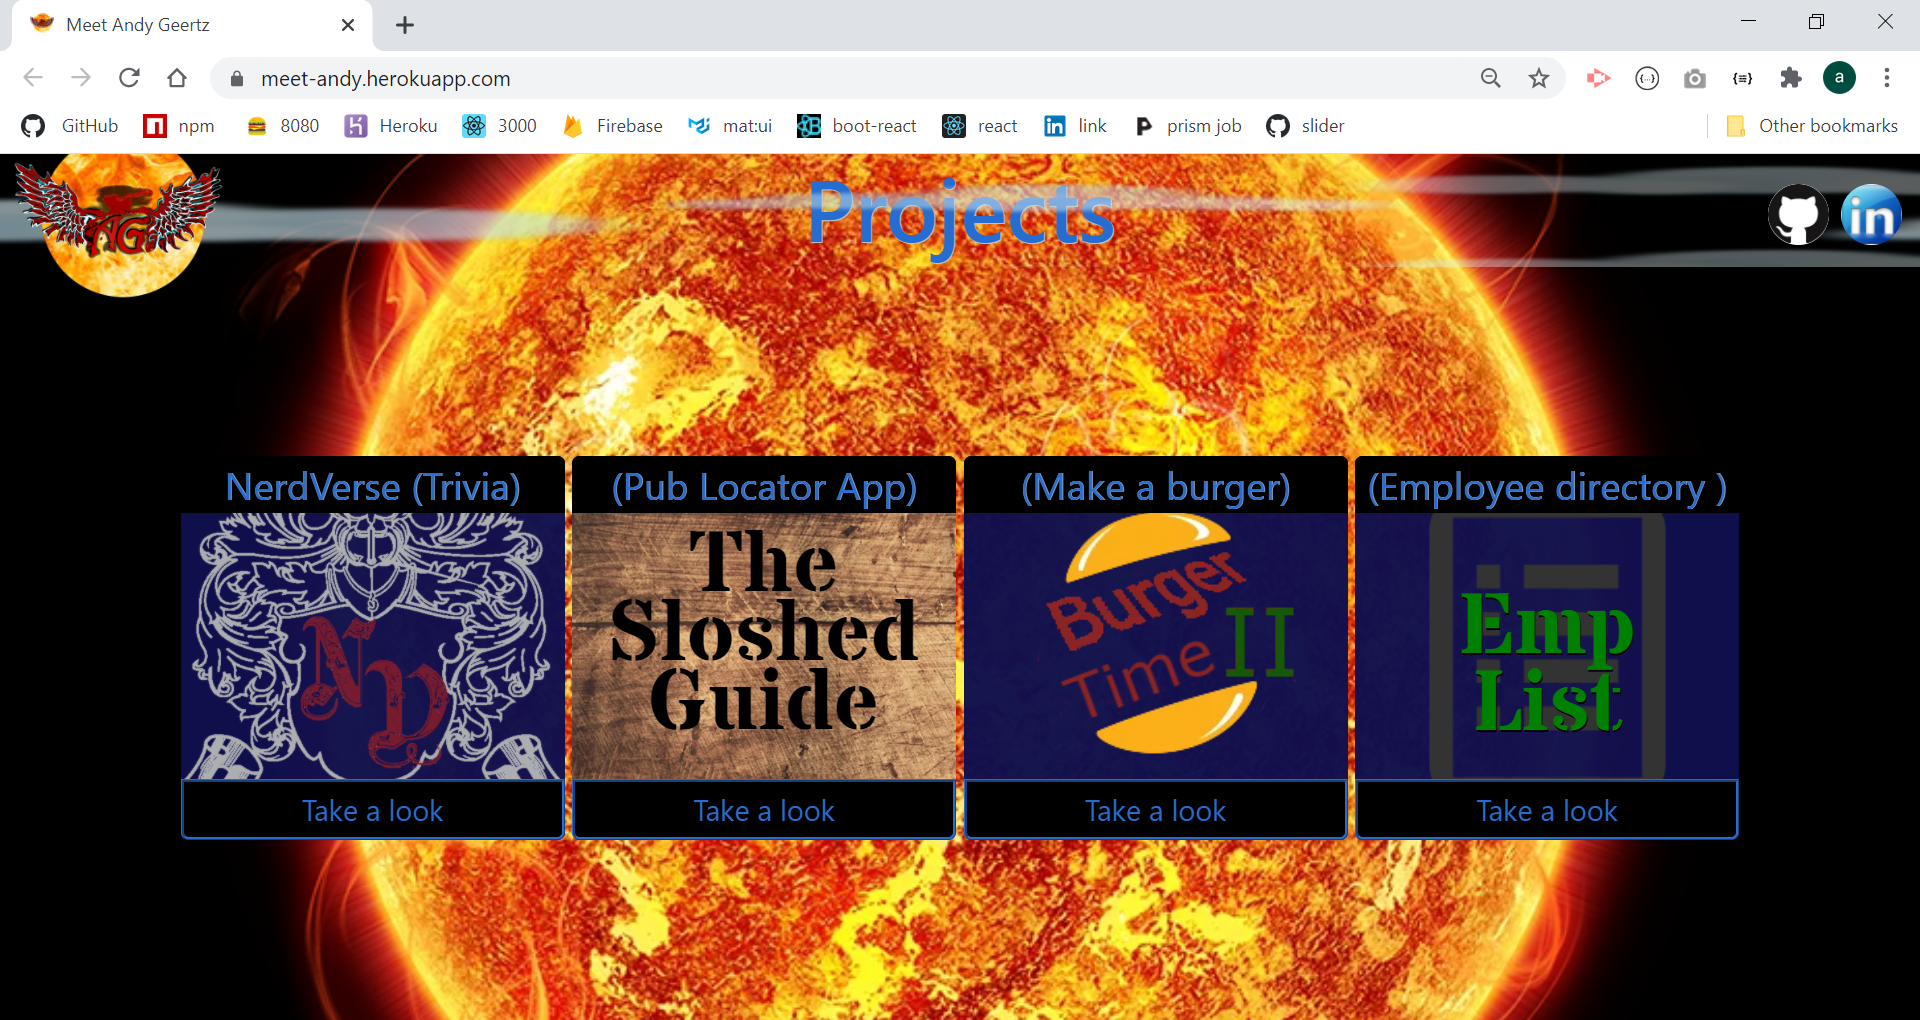 Meet Andy Geertz
meet-andy.herokuapp.com
a
GitHub npm 8080 Heroku 3000 Firebase mat:ui boot-react react link prism job slider Other bookmarks
AG
Projects
in
NerdVerse (Trivia) (Pub Locator App) (Make a burger) (Employee directory )
ND
The
Sloshed
Guide
Burger
Time II
Emp
List
Take a look Take a look Take a look Take a look